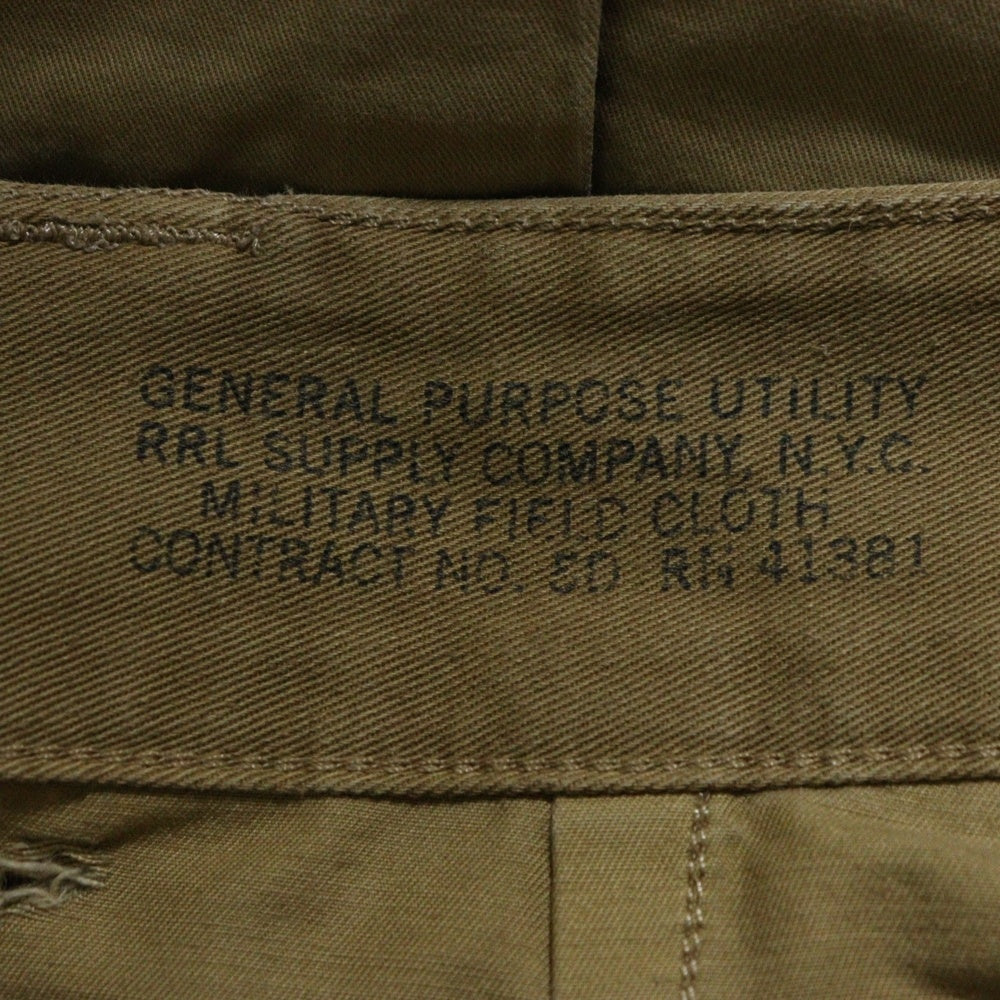 GENERAL PURPOSE UTILITY
RRL SUPPLY COMPANY, N.Y.C.
MILITARY FIELD CLOTH
CONTRACT NO. 5D RN 41381